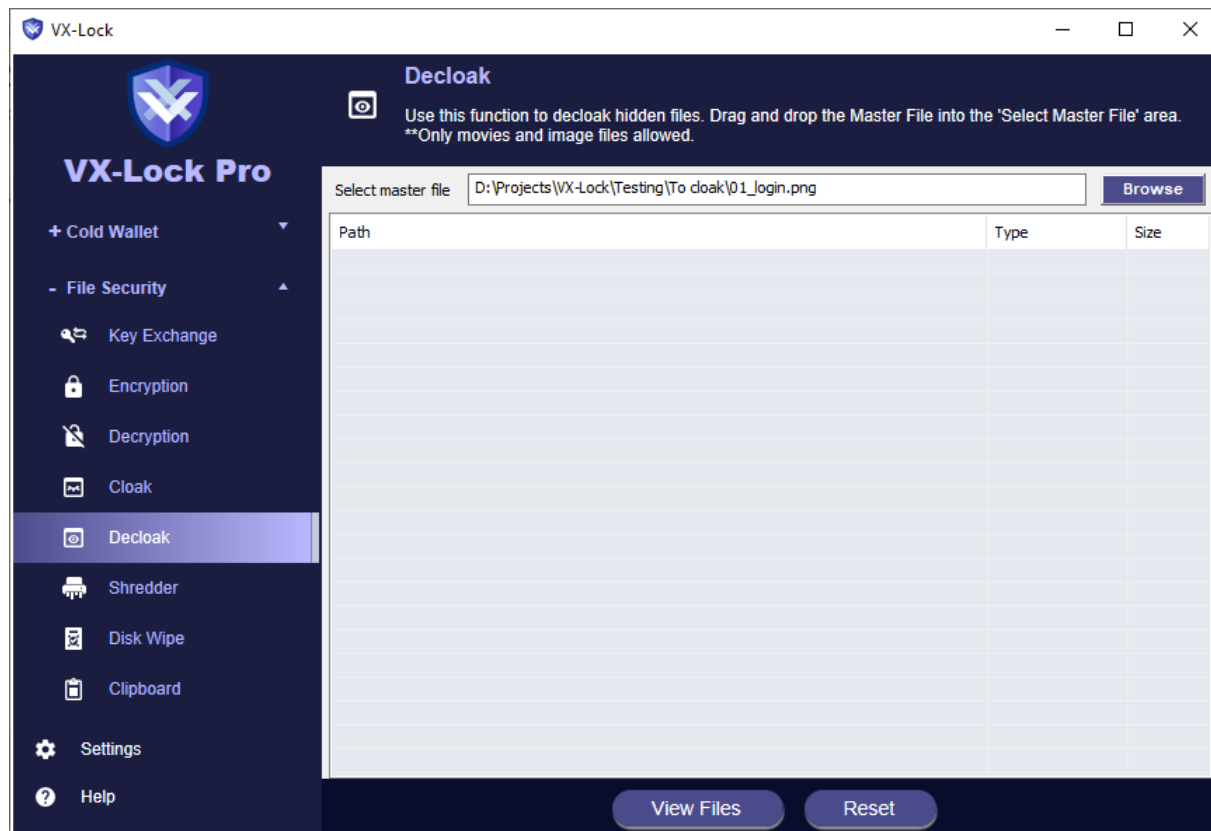 VX-Lock
VX-Lock Pro
+ Cold Wallet
- File Security
Key Exchange
Encryption
Decryption
Cloak
Decloak
Shredder
Disk Wipe
Clipboard
Settings
Help
Decloak
Use this function to decloak hidden files. Drag and drop the Master File into the 'Select Master File' area.
**Only movies and image files allowed.
Select master file D:\Projects\VX-Lock\Testing\To cloak\01_login.png Browse
Path Type Size
View Files Reset